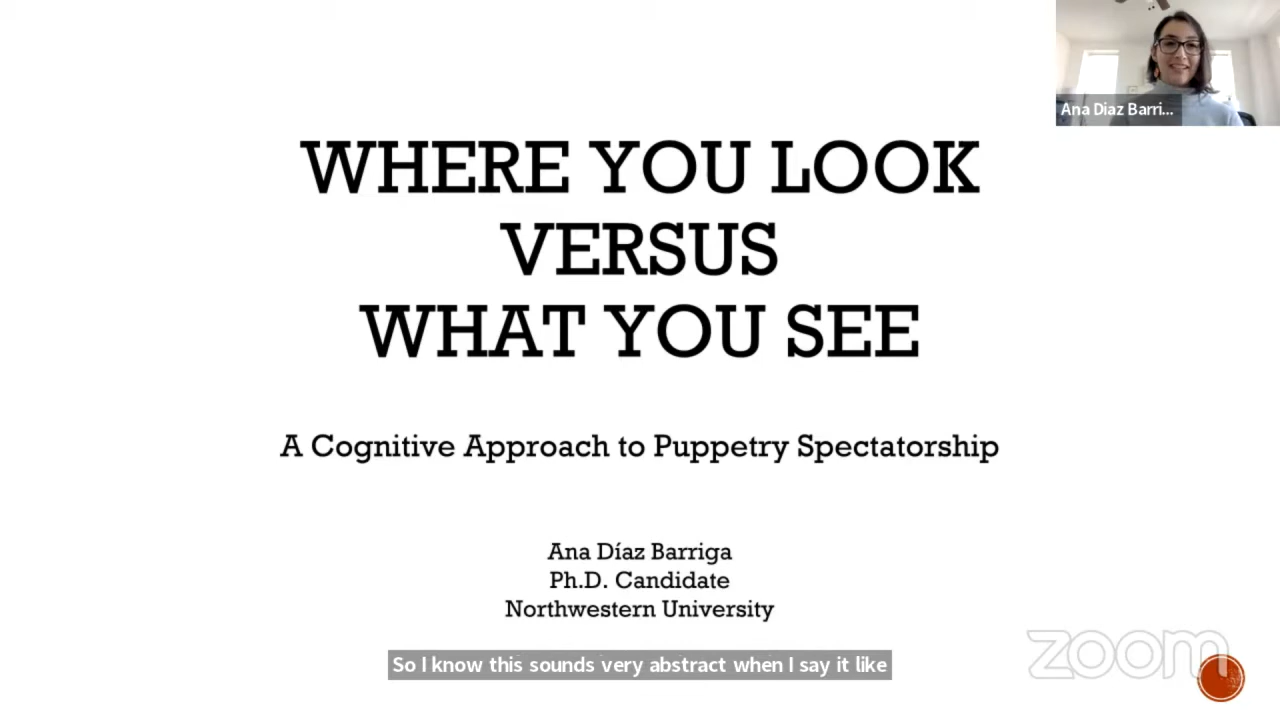 Ana Diaz Barri...
WHERE YOU LOOK
VERSUS
WHAT YOU SEE
A Cognitive Approach to Puppetry Spectatorship
Ana Díaz Barriga
Ph.D. Candidate
Northwestern University
So I know this sounds very abstract when I say it like
zoom